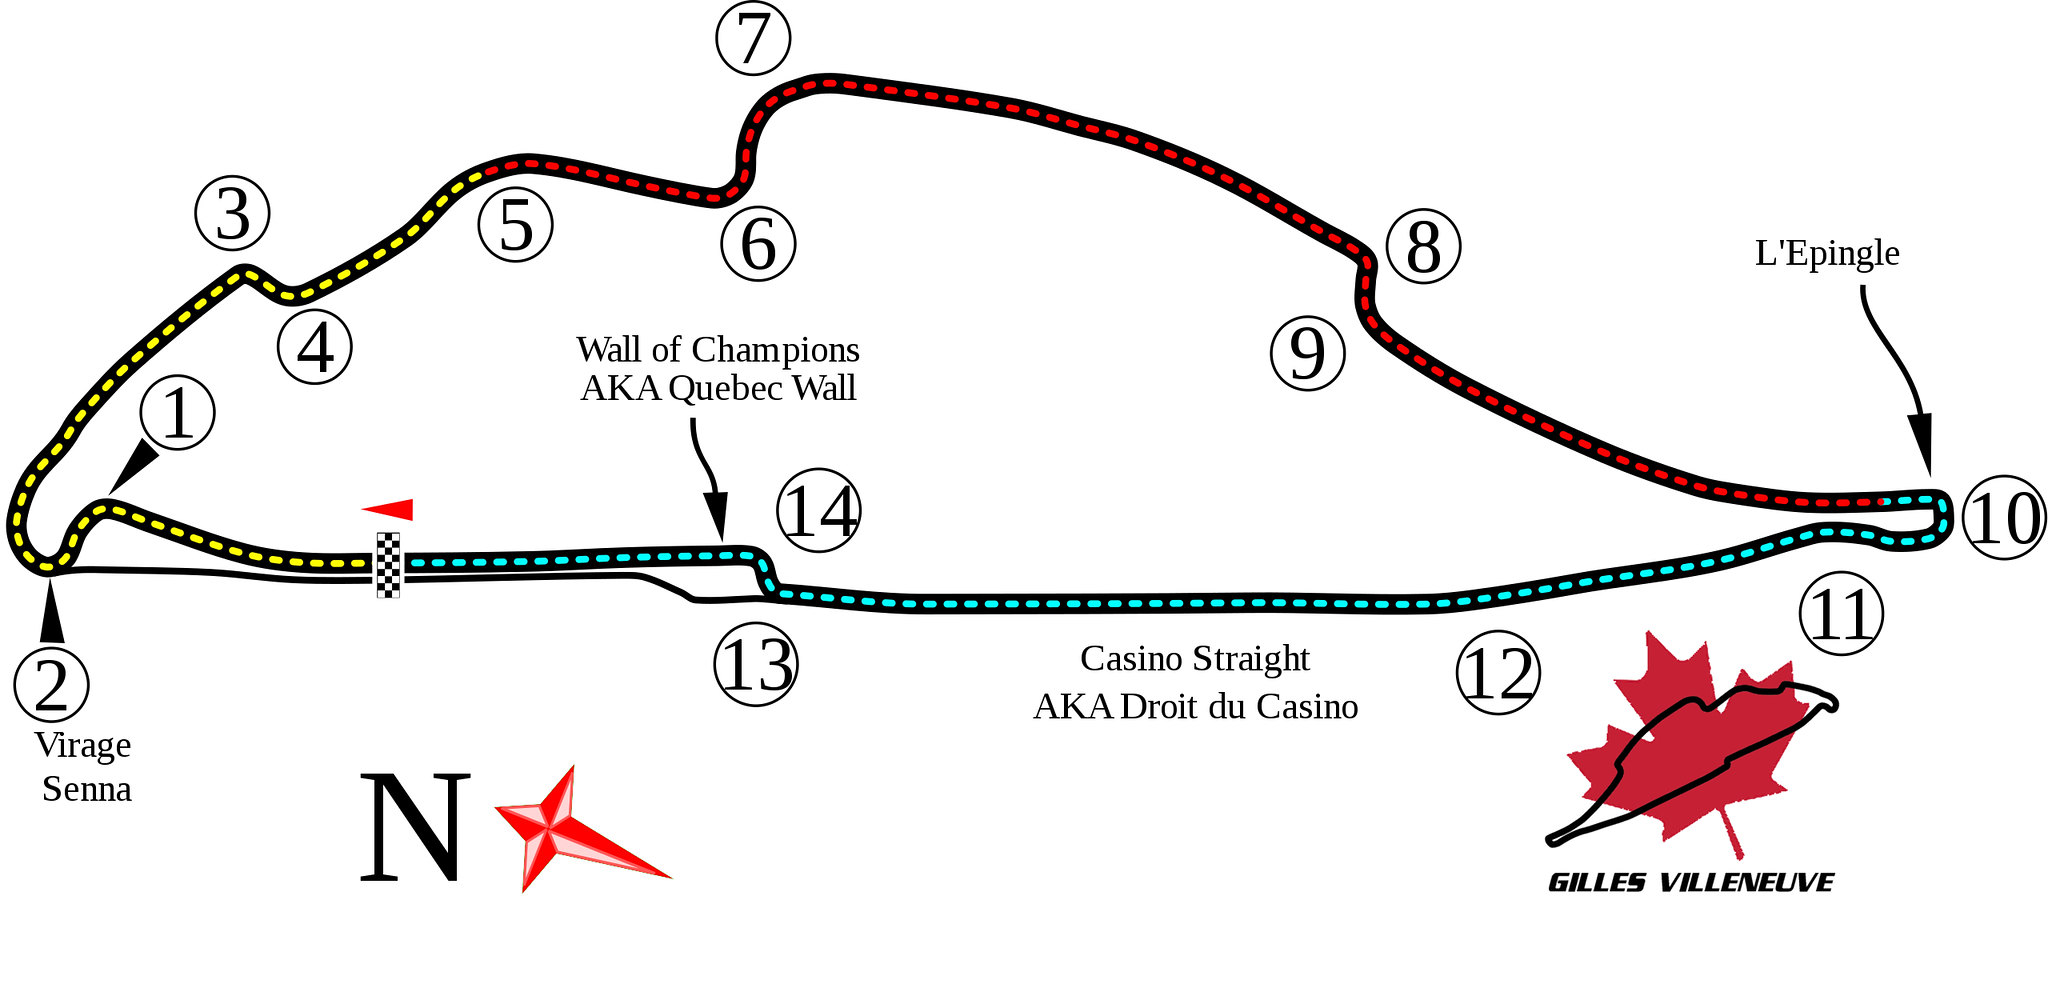 7
3
5
6
8
L'Epingle
4
Wall of Champions
AKA Quebec Wall
9
1
14
10
11
2
13
12
Casino Straight
AKA Droit du Casino
Virage
Senna
N
GILLES VILLENEUVE